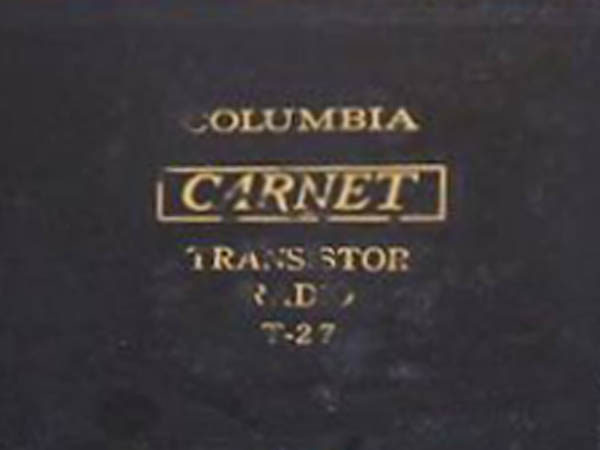 COLUMBIA
CARNET
TRANSISTOR
RADIO
T-27